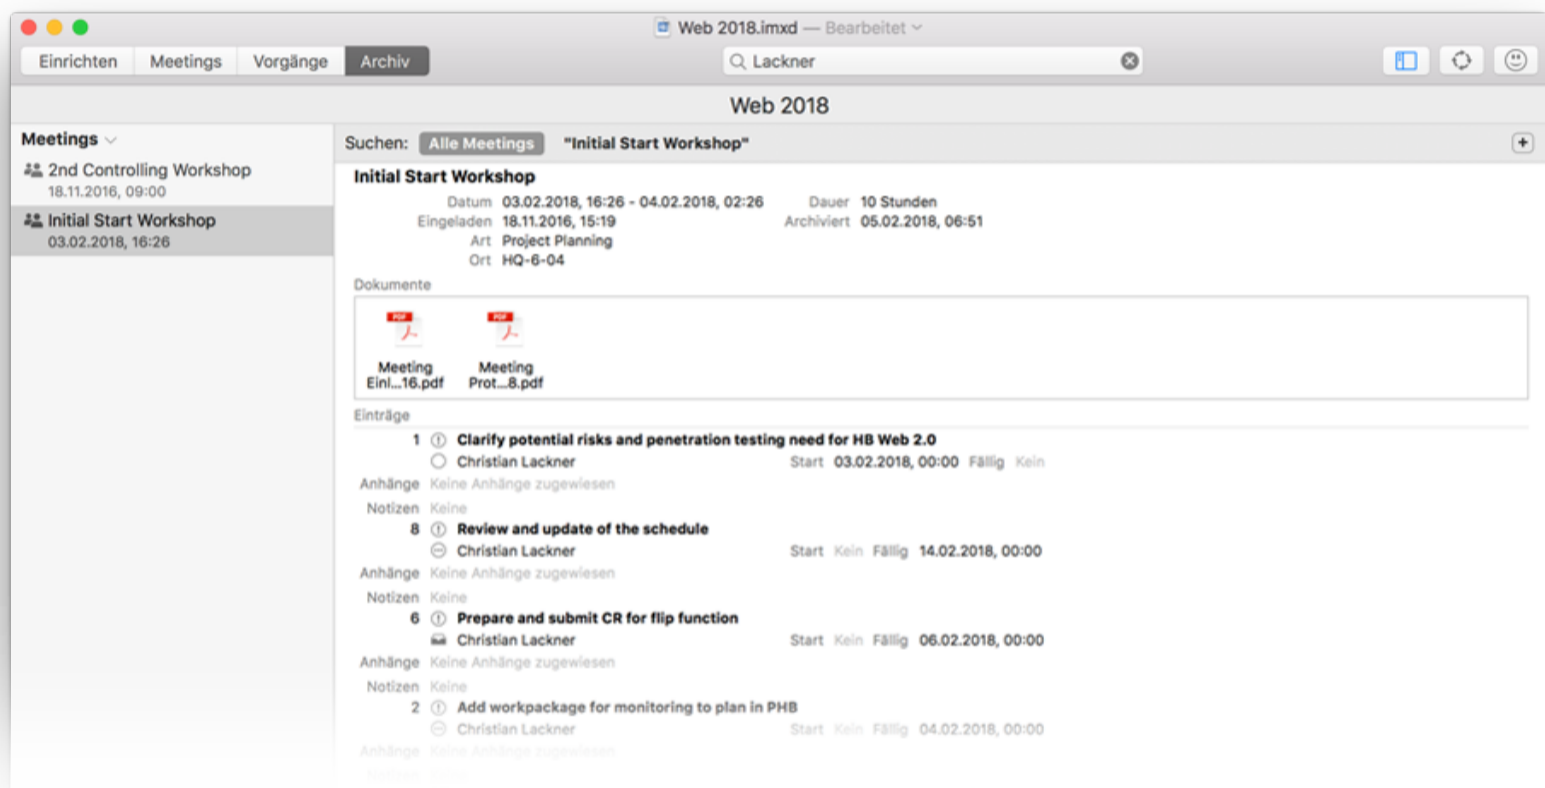 Web 2018.imxd — Bearbeitet
Einrichten Meetings Vorgänge Archiv Lackner
Web 2018
Meetings
2nd Controlling Workshop
18.11.2016, 09:00
Initial Start Workshop
03.02.2018, 16:26
Suchen: Alle Meetings "Initial Start Workshop"
Initial Start Workshop
Datum 03.02.2018, 16:26 - 04.02.2018, 02:26 Dauer 10 Stunden
Eingeladen 18.11.2016, 15:19 Archiviert 05.02.2018, 06:51
Art Project Planning
Ort HQ-6-04
Dokumente
PDF PDF
Meeting Meeting
Einl...16.pdf Prot...8.pdf
Einträge
1 Clarify potential risks and penetration testing need for HB Web 2.0
Christian Lackner Start 03.02.2018, 00:00 Fällig Kein
Anhänge Keine Anhänge zugewiesen
Notizen Keine
8 Review and update of the schedule
Christian Lackner Start Kein Fällig 14.02.2018, 00:00
Anhänge Keine Anhänge zugewiesen
Notizen Keine
6 Prepare and submit CR for flip function
Christian Lackner Start Kein Fällig 06.02.2018, 00:00
Anhänge Keine Anhänge zugewiesen
Notizen Keine
2 Add workpackage for monitoring to plan in PHB
Christian Lackner Start Kein Fällig 04.02.2018, 00:00
Anhänge Keine Anhänge zugewiesen